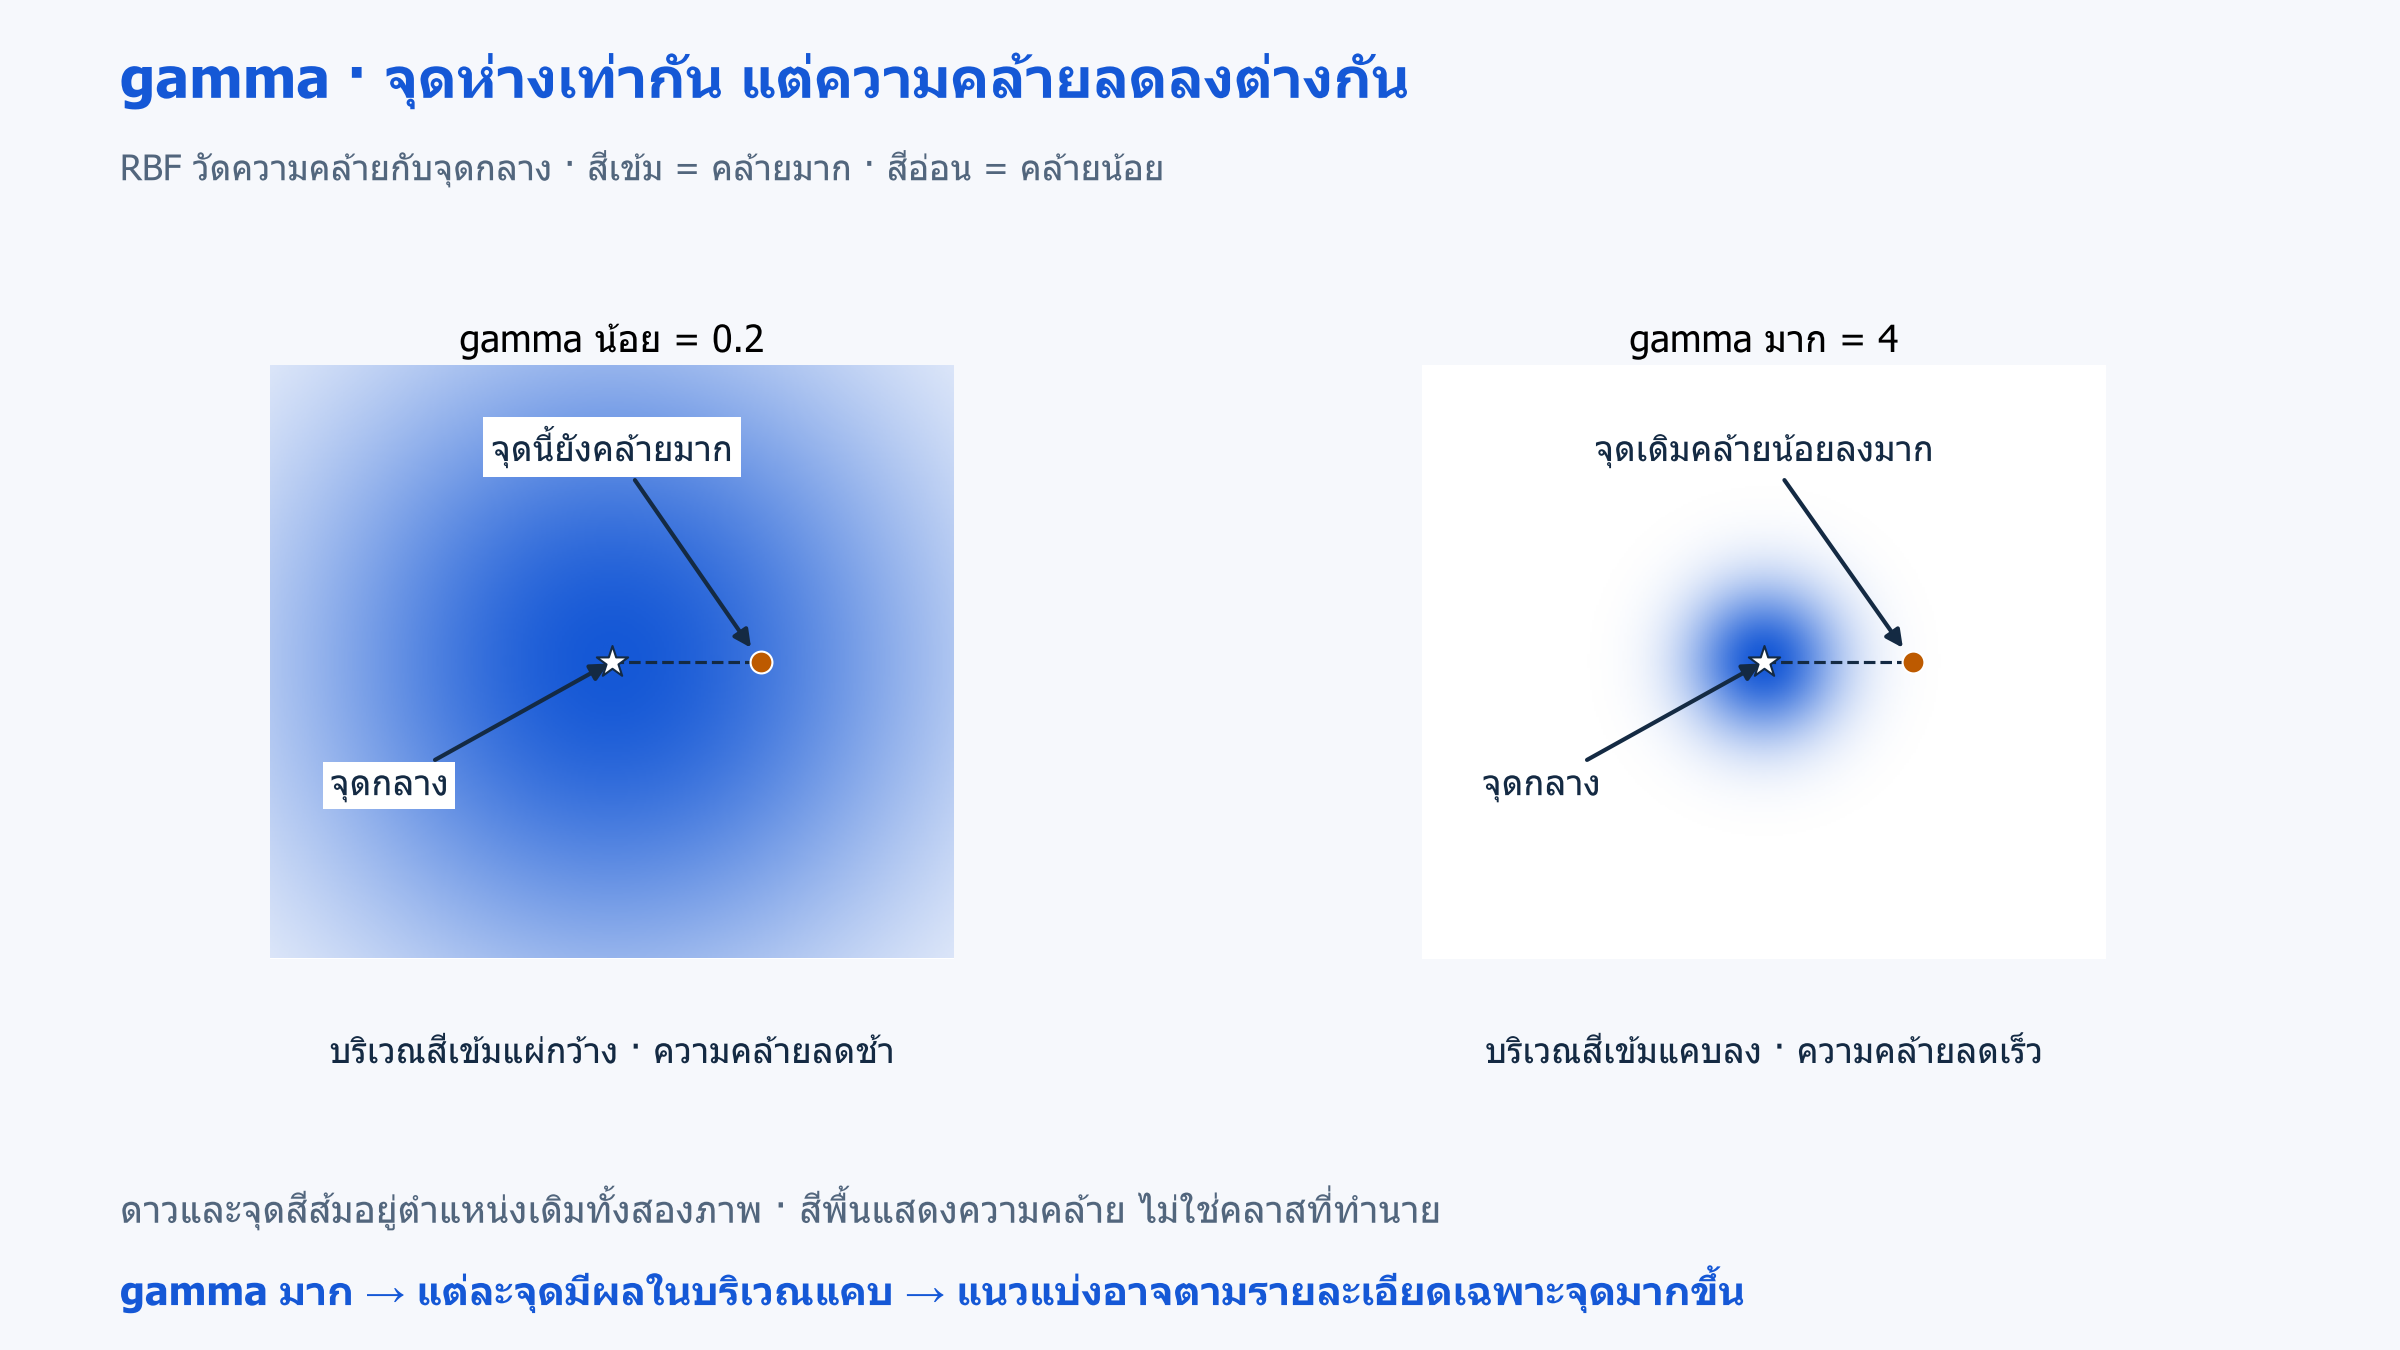 gamma · จุดห่างเท่ากัน แต่ความคล้ายลดลงต่างกัน
RBF วัดความคล้ายกับจุดกลาง · สีเข้ม = คล้ายมาก · สีอ่อน = คล้ายน้อย
gamma น้อย = 0.2
จุดนี้ยังคล้ายมาก
จุดกลาง
บริเวณสีเข้มแผ่กว้าง · ความคล้ายลดช้า
gamma มาก = 4
จุดเดิมคล้ายน้อยลงมาก
จุดกลาง
บริเวณสีเข้มแคบลง · ความคล้ายลดเร็ว
ดาวและจุดสีส้มอยู่ตำแหน่งเดิมทั้งสองภาพ · สีพื้นแสดงความคล้าย ไม่ใช่คลาสที่ทำนาย
gamma มาก → แต่ละจุดมีผลในบริเวณแคบ → แนวแบ่งอาจตามรายละเอียดเฉพาะจุดมากขึ้น